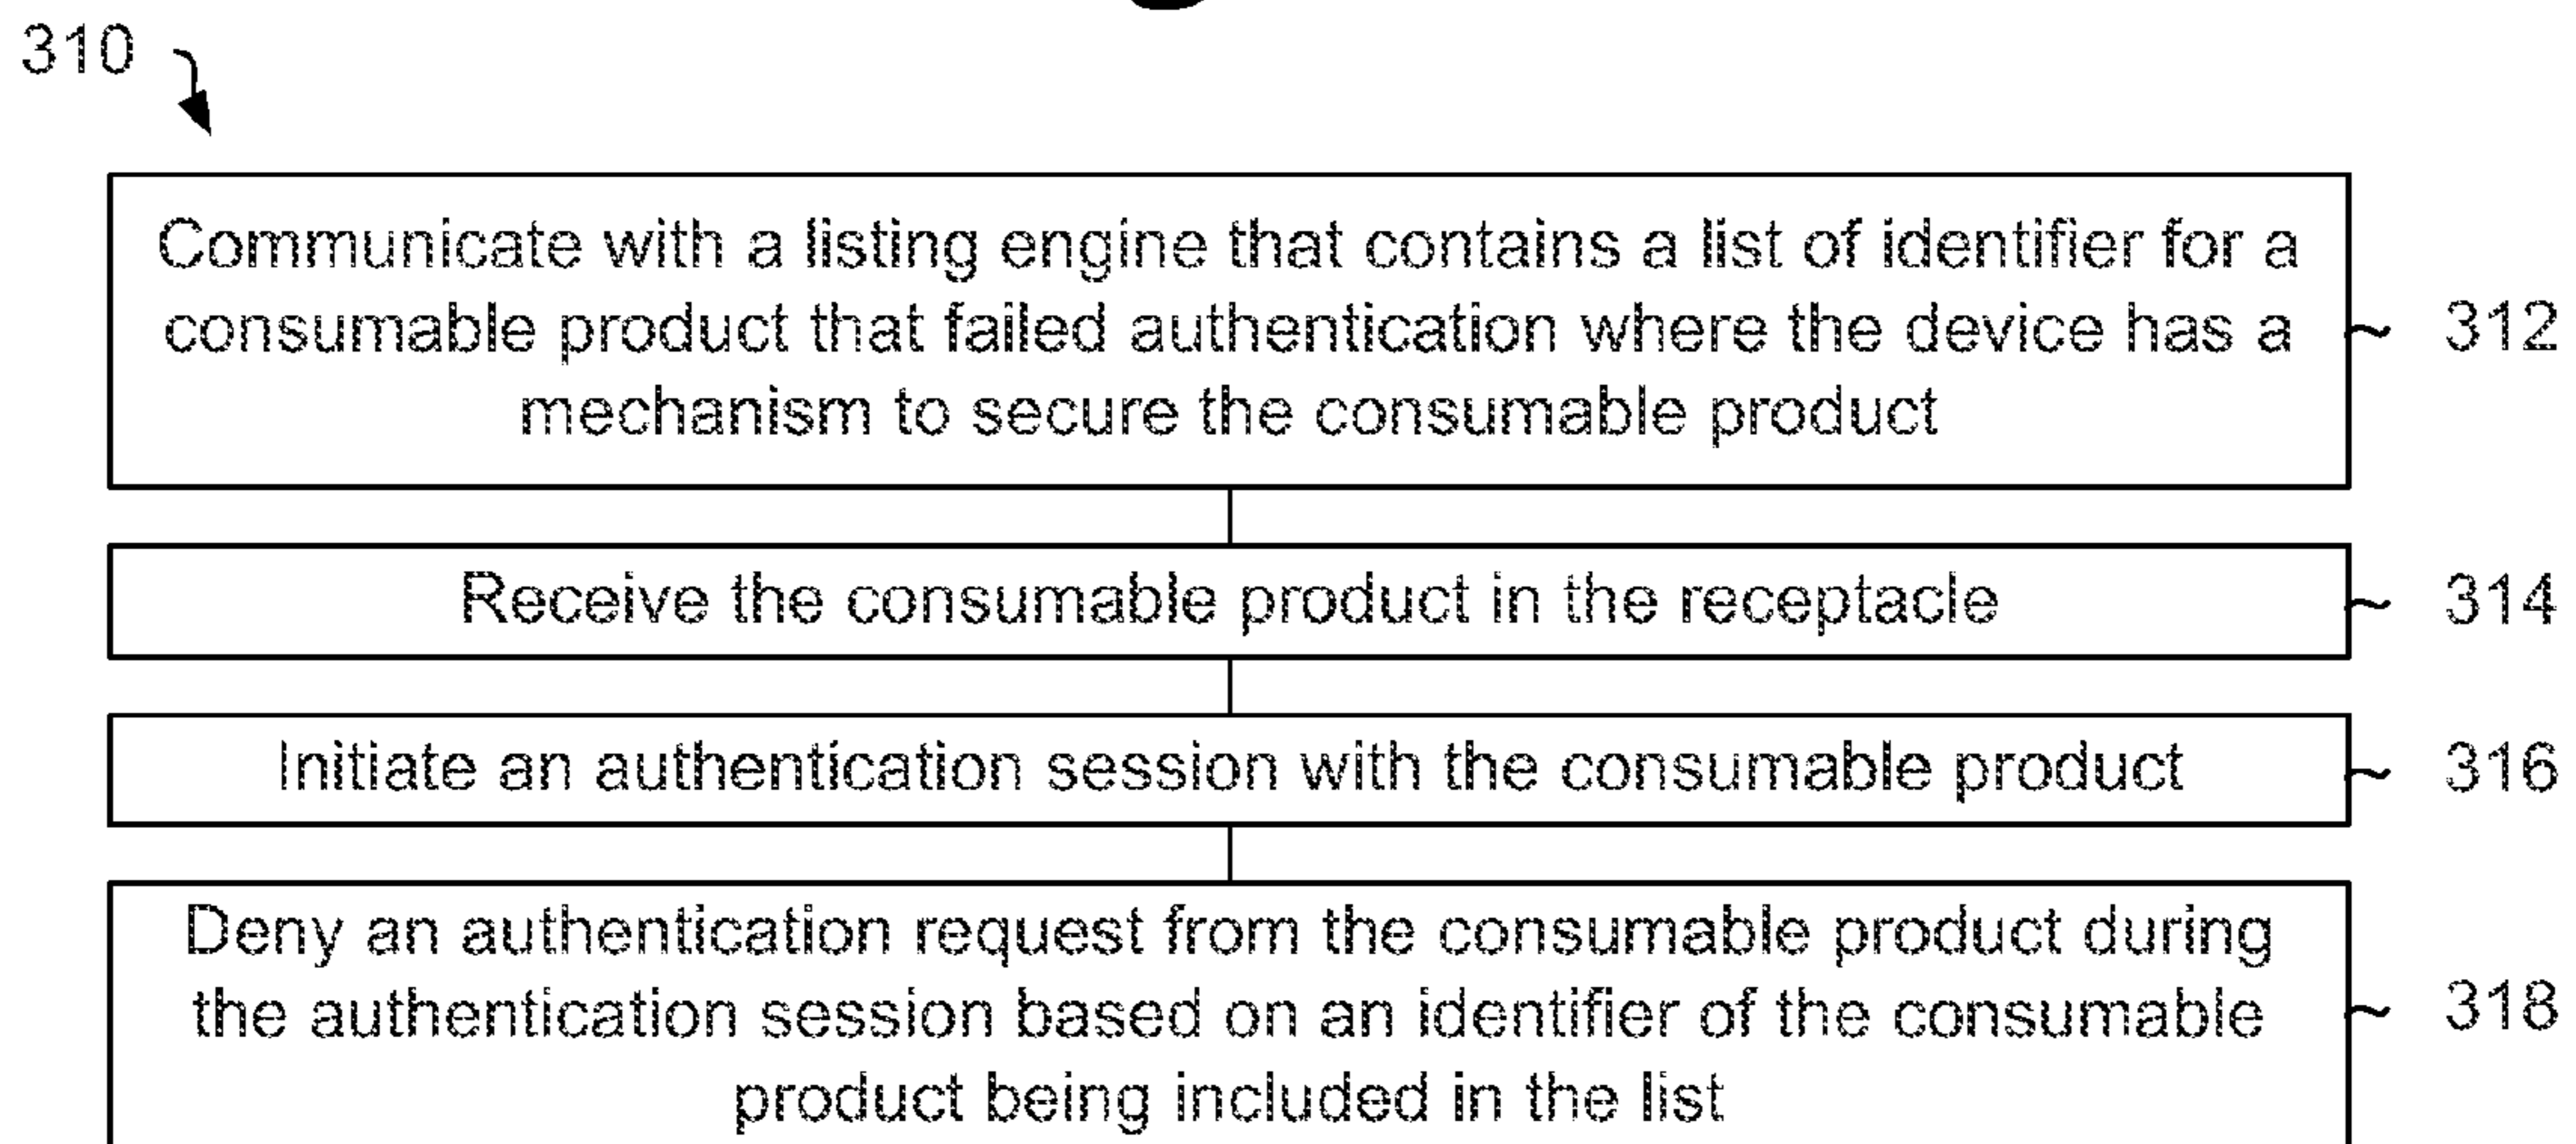 310
Communicate with a listing engine that contains a list of identifier for a
consumable product that failed authentication where the device has a
mechanism to secure the consumable product
312
Receive the consumable product in the receptacle
314
Initiate an authentication session with the consumable product
316
Deny an authentication request from the consumable product during
the authentication session based on an identifier of the consumable
product being included in the list
318